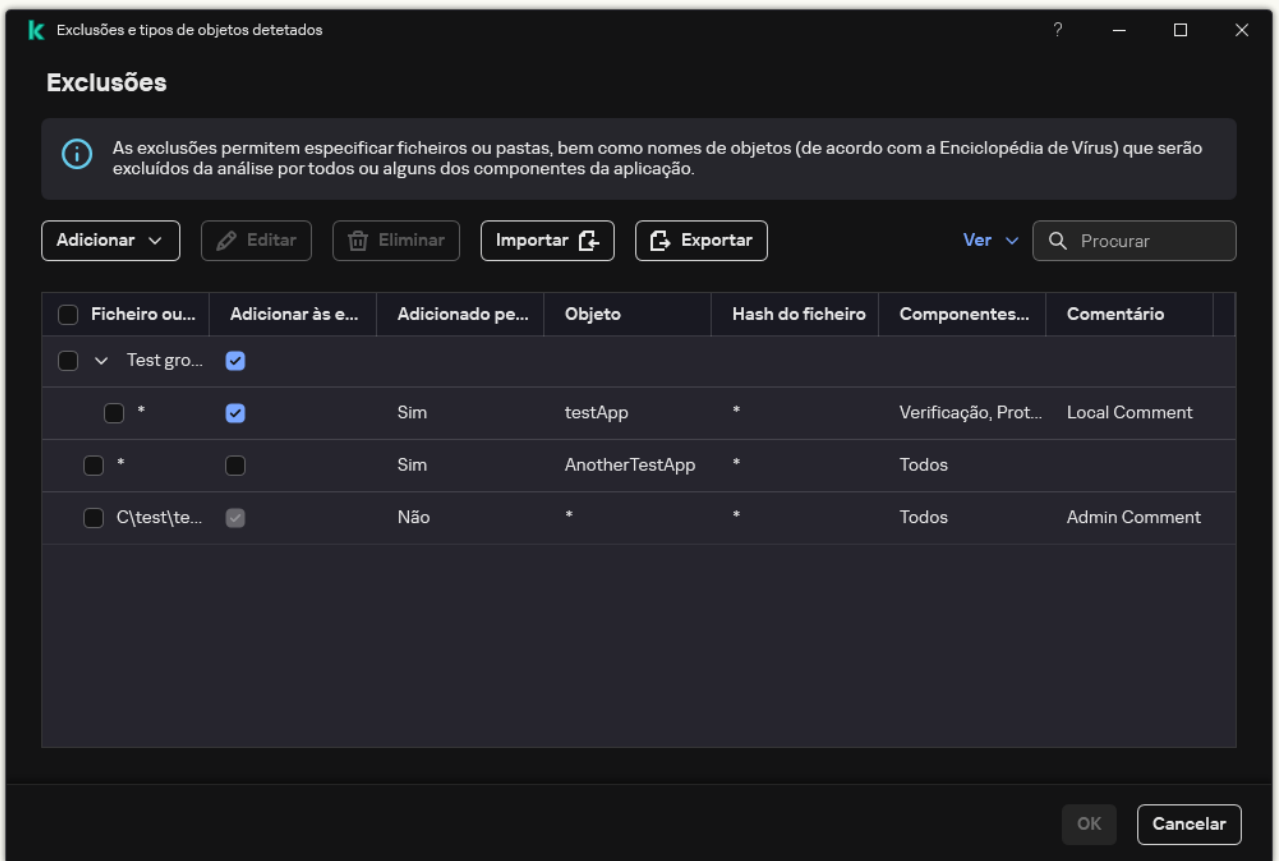 Exclusões e tipos de objetos detetados
?
Exclusões
As exclusões permitem especificar ficheiros ou pastas, bem como nomes de objetos (de acordo com a Enciclopédia de Vírus) que serão
excluídos da análise por todos ou alguns dos componentes da aplicação.
Adicionar Editar Eliminar Importar Exportar Ver Procurar
Ficheiro ou... Adicionar às e... Adicionado pe... Objeto Hash do ficheiro Componentes... Comentário
Test gro...
* Sim testApp * Verificação, Prot... Local Comment
* Sim AnotherTestApp * Todos
C\test\te... Não * * Todos Admin Comment
OK Cancelar